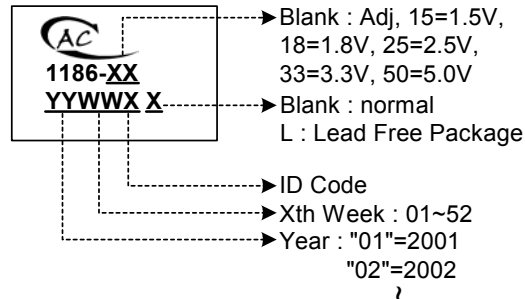 AC
1186-XX
YYWWX X
Blank : Adj, 15=1.5V,
18=1.8V, 25=2.5V,
33=3.3V, 50=5.0V
Blank : normal
L : Lead Free Package
ID Code
Xth Week : 01~52
Year : "01"=2001
"02"=2002
~